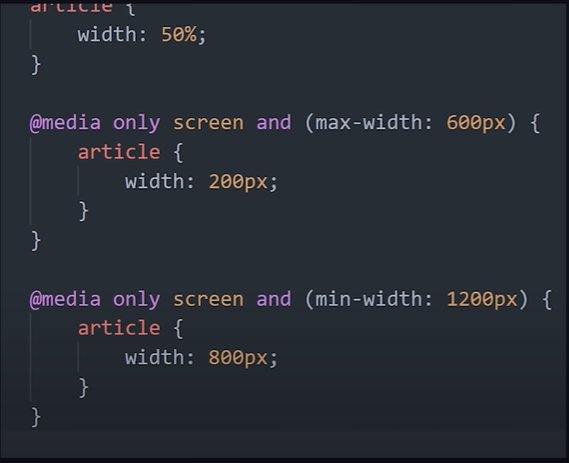 article {
    width: 50%;
}
@media only screen and (max-width: 600px) {
    article {
        width: 200px;
    }
}
@media only screen and (min-width: 1200px) {
    article {
        width: 800px;
    }
}